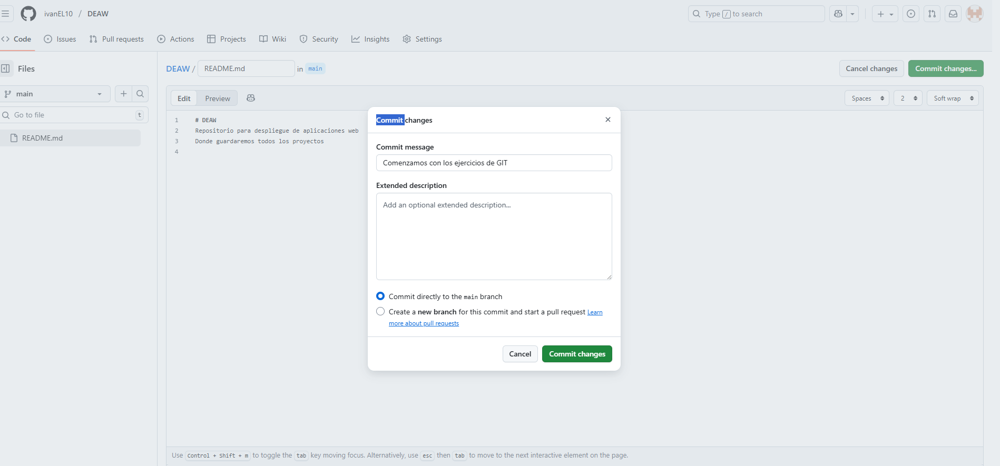 ivanEL10 / DEAW
Type / to search
Code Issues Pull requests Actions Projects Wiki Security Insights Settings
Files
DEAW / README.md in main
Cancel changes Commit changes...
main
Edit Preview
Spaces 2 Soft wrap
Go to file t
README.md
1 # DEAW
2 Repositorio para despliegue de aplicaciones web
3 Donde guardaremos todos los proyectos
4
Commit changes
Commit message
Comenzamos con los ejercicios de GIT
Extended description
Add an optional extended description...
Commit directly to the main branch
Create a new branch for this commit and start a pull request Learn
more about pull requests
Cancel Commit changes
Use Control + Shift + m to toggle the tab key moving focus. Alternatively, use esc then tab to move to the next interactive element on the page.